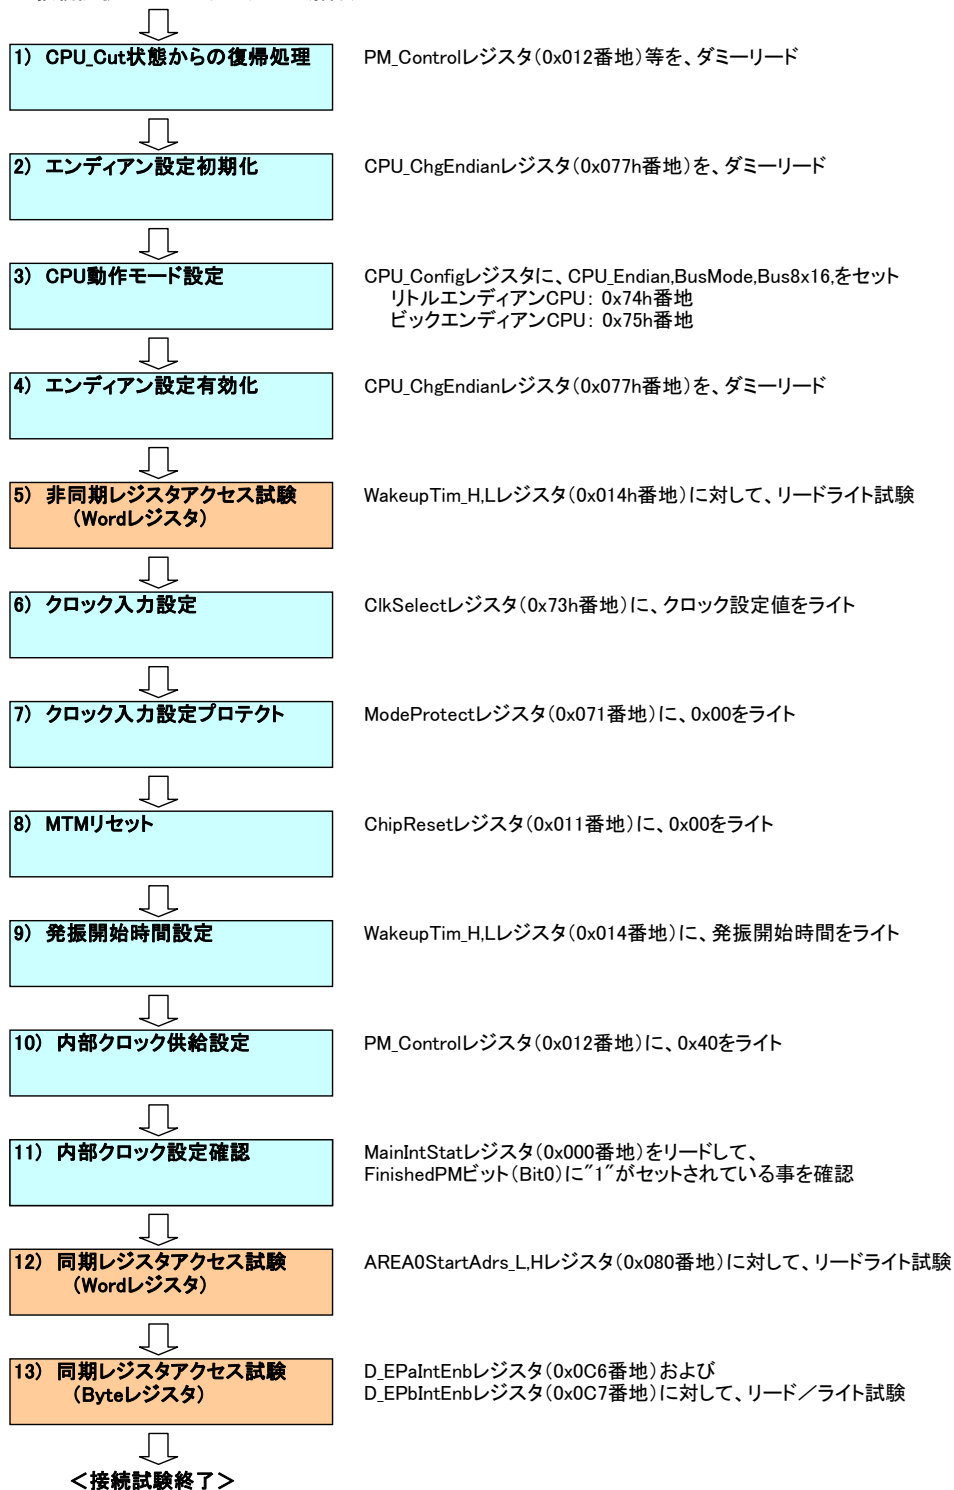 1) CPU_Cut状態からの復帰処理
PM_Controlレジスタ(0x012番地)等を、ダミーリード
2) エンディアン設定初期化
CPU_ChgEndianレジスタ(0x077h番地)を、ダミーリード
3) CPU動作モード設定
CPU_Configレジスタに、CPU_Endian,BusMode,Bus8x16,をセット
リトルエンディアンCPU: 0x74h番地
ビックエンディアンCPU: 0x75h番地
4) エンディアン設定有効化
CPU_ChgEndianレジスタ(0x077h番地)を、ダミーリード
5) 非同期レジスタアクセス試験
(Wordレジスタ)
WakeupTim_H,Lレジスタ(0x014h番地)に対して、リードライト試験
6) クロック入力設定
ClkSelectレジスタ(0x73h番地)に、クロック設定値をライト
7) クロック入力設定プロテクト
ModeProtectレジスタ(0x071番地)に、0x00をライト
8) MTMリセット
ChipResetレジスタ(0x011番地)に、0x00をライト
9) 発振開始時間設定
WakeupTim_H,Lレジスタ(0x014番地)に、発振開始時間をライト
10) 内部クロック供給設定
PM_Controlレジスタ(0x012番地)に、0x40をライト
11) 内部クロック設定確認
MainIntStatレジスタ(0x000番地)をリードして、
FinishedPMビット(Bit0)に"1"がセットされている事を確認
12) 同期レジスタアクセス試験
(Wordレジスタ)
AREA0StartAdrs_L,Hレジスタ(0x080番地)に対して、リードライト試験
13) 同期レジスタアクセス試験
(Byteレジスタ)
D_EPaIntEnbレジスタ(0x0C6番地)および
D_EPbIntEnbレジスタ(0x0C7番地)に対して、リード/ライト試験
<接続試験終了>